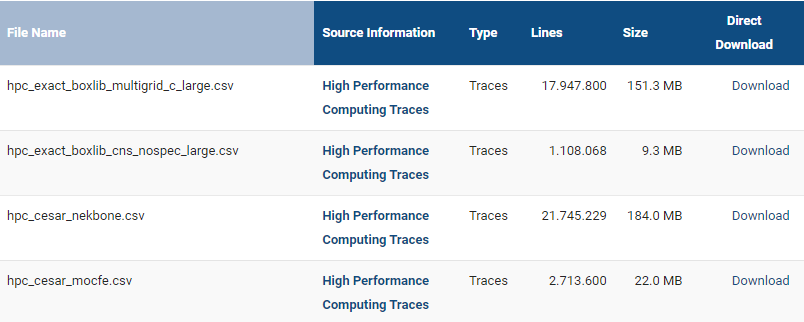 File Name Source Information Type Lines Size Direct Download
hpc_exact_boxlib_multigrid_c_large.csv High Performance Computing Traces Traces 17.947.800 151.3 MB Download
hpc_exact_boxlib_cns_nospec_large.csv High Performance Computing Traces Traces 1.108.068 9.3 MB Download
hpc_cesar_nekbone.csv High Performance Computing Traces Traces 21.745.229 184.0 MB Download
hpc_cesar_mocfe.csv High Performance Computing Traces Traces 2.713.600 22.0 MB Download